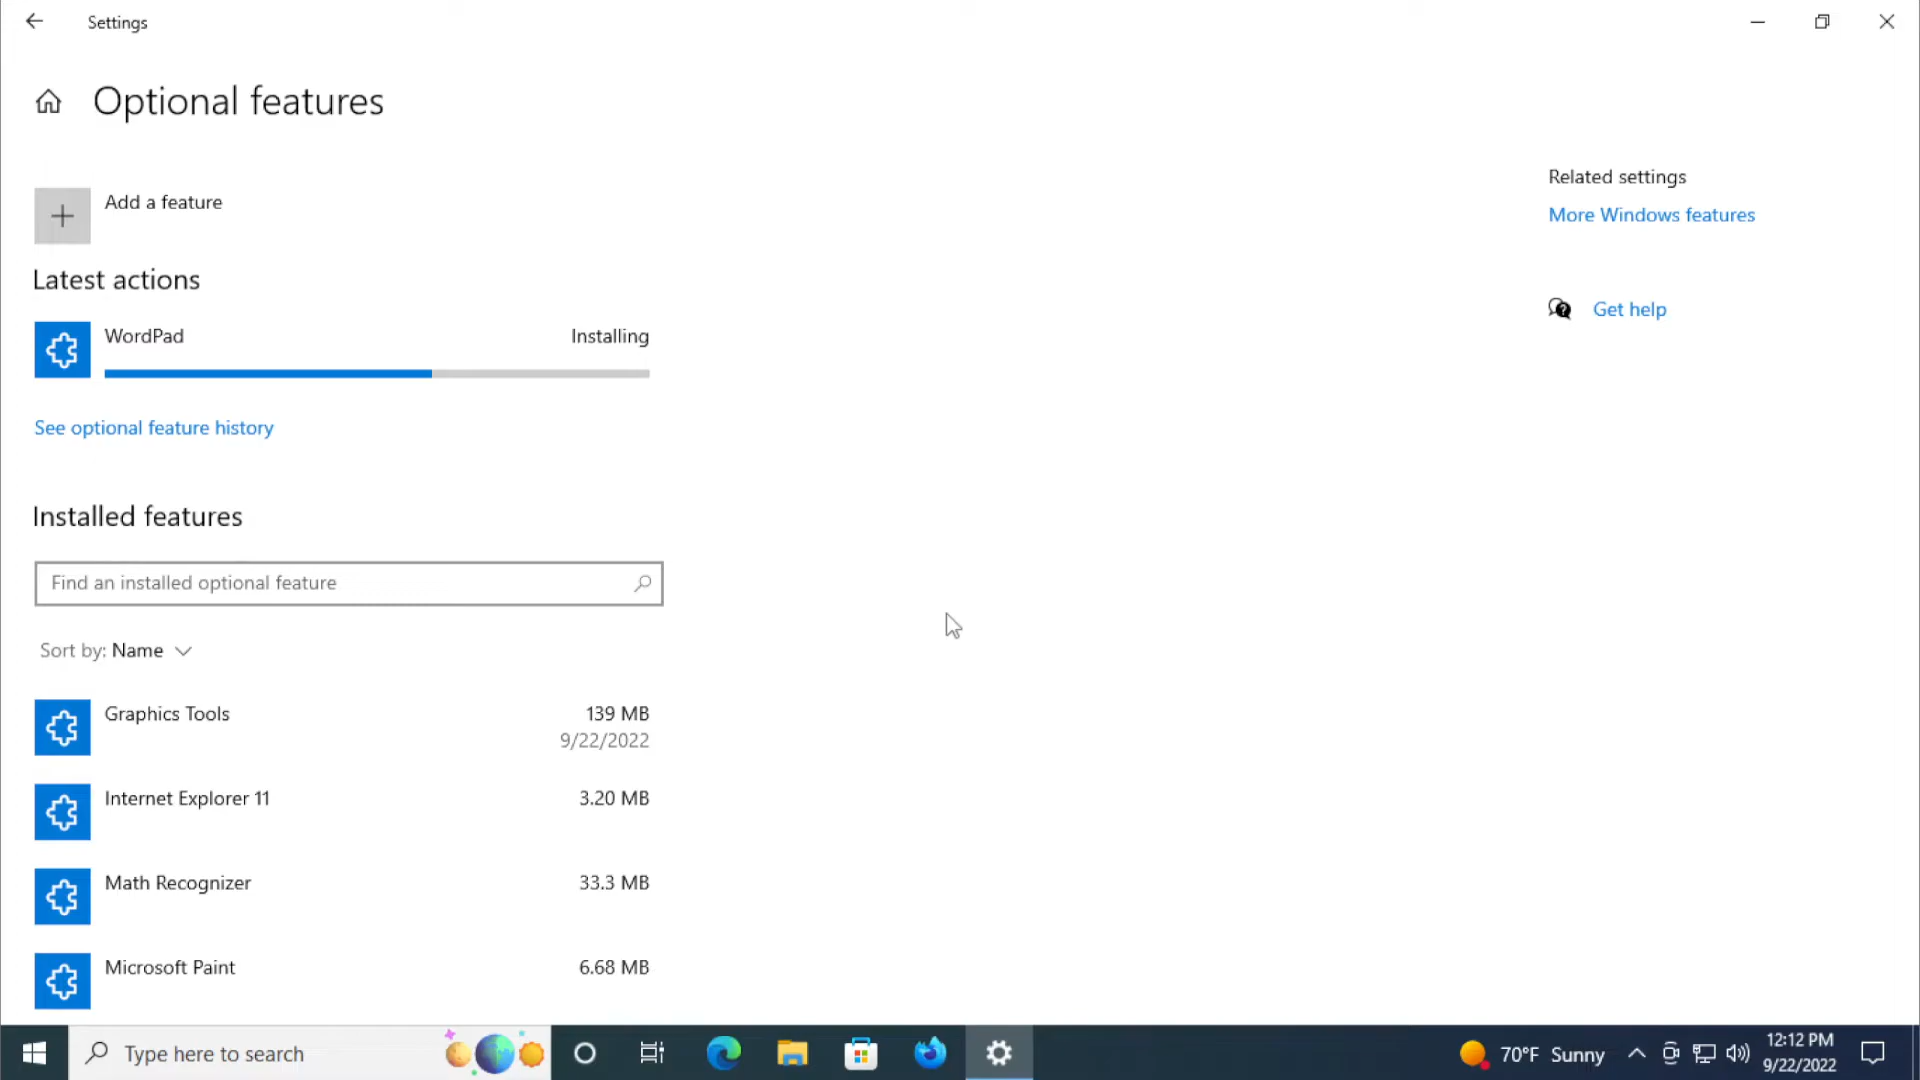 Settings
Optional features
Add a feature
Latest actions
WordPad
Installing
See optional feature history
Installed features
Find an installed optional feature
Sort by: Name
Graphics Tools
139 MB
9/22/2022
Internet Explorer 11
3.20 MB
Math Recognizer
33.3 MB
Microsoft Paint
6.68 MB
Related settings
More Windows features
Get help
Type here to search
70°F Sunny
12:12 PM
9/22/2022